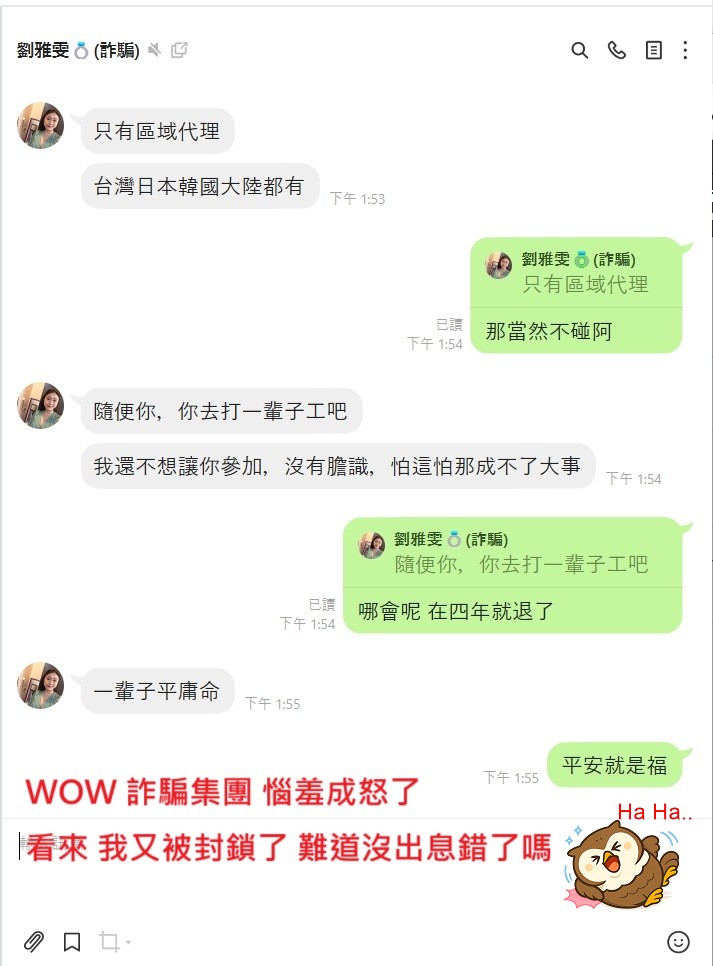 劉雅雯💍(詐騙)
只有區域代理
台灣日本韓國大陸都有
下午 1:53
劉雅雯💍(詐騙)
只有區域代理
那當然不碰阿
已讀
下午 1:54
隨便你，你去打一輩子工吧
我還不想讓你參加，沒有膽識，怕這怕那成不了大事
下午 1:54
劉雅雯💍(詐騙)
隨便你，你去打一輩子工吧
哪會呢 在四年就退了
已讀
下午 1:54
一輩子平庸命
下午 1:55
平安就是福
下午 1:55
WOW 詐騙集團 惱羞成怒了
Ha Ha..
看來 我又被封鎖了 難道沒出息錯了嗎